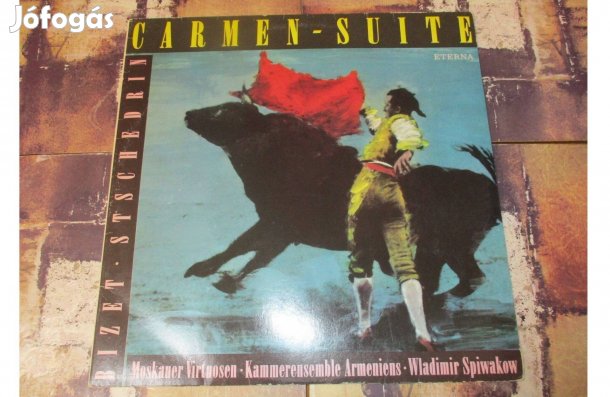 Jófogás
CARMEN-SUITE
ETERNA
BIZET · STSCHEDRIN
Moskauer Virtuosen · Kammerensemble Armeniens · Wladimir Spiwakow